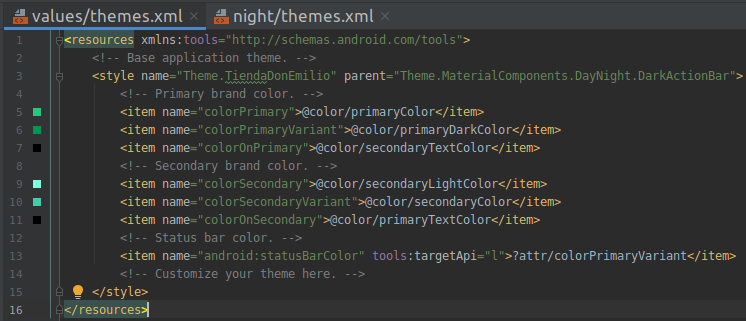 values/themes.xml × night/themes.xml ×
1 <resources xmlns:tools="http://schemas.android.com/tools">
2 <!-- Base application theme. -->
3 <style name="Theme.TiendaDonEmilio" parent="Theme.MaterialComponents.DayNight.DarkActionBar">
4 <!-- Primary brand color. -->
5 <item name="colorPrimary">@color/primaryColor</item>
6 <item name="colorPrimaryVariant">@color/primaryDarkColor</item>
7 <item name="colorOnPrimary">@color/secondaryTextColor</item>
8 <!-- Secondary brand color. -->
9 <item name="colorSecondary">@color/secondaryLightColor</item>
10 <item name="colorSecondaryVariant">@color/secondaryColor</item>
11 <item name="colorOnSecondary">@color/primaryTextColor</item>
12 <!-- Status bar color. -->
13 <item name="android:statusBarColor" tools:targetApi="l">?attr/colorPrimaryVariant</item>
14 <!-- Customize your theme here. -->
15 </style>
16 </resources>